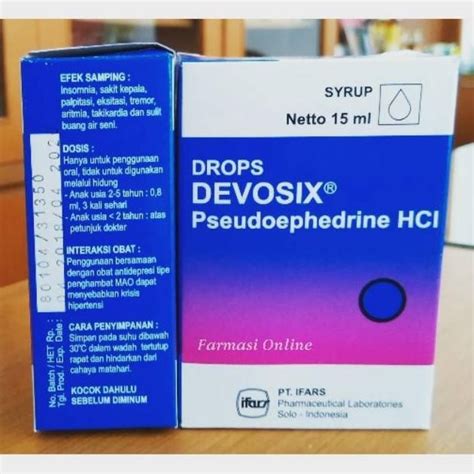 EFEK SAMPING :
Insomnia, sakit kepala,
palpitasi, eksitasi, tremor,
aritmia, takikardia dan sulit
buang air seni.
DOSIS :
Hanya untuk penggunaan
oral, tidak untuk digunakan
melalui hidung
- Anak usia 2-5 tahun : 0,8
ml, 3 kali sehari
- Anak usia < 2 tahun : atas
petunjuk dokter
INTERAKSI OBAT :
Penggunaan bersamaan
dengan obat antidepresi tipe
penghambat MAO dapat
menyebabkan krisis
hipertensi
CARA PENYIMPANAN :
Simpan pada suhu dibawah
30°C dalam wadah tertutup
rapat dan hindarkan dari
cahaya matahari.
KOCOK DAHULU
SEBELUM DIMINUM
No. Batch / HET Rp. :
80104/31350
Tgl. Prod./ Exp. Date :
2018/04
SYRUP
Netto 15 ml
DROPS
DEVOSIX®
Pseudoephedrine HCl
Farmasi Online
ifars
PT. IFARS
Pharmaceutical Laboratories
Solo - Indonesia